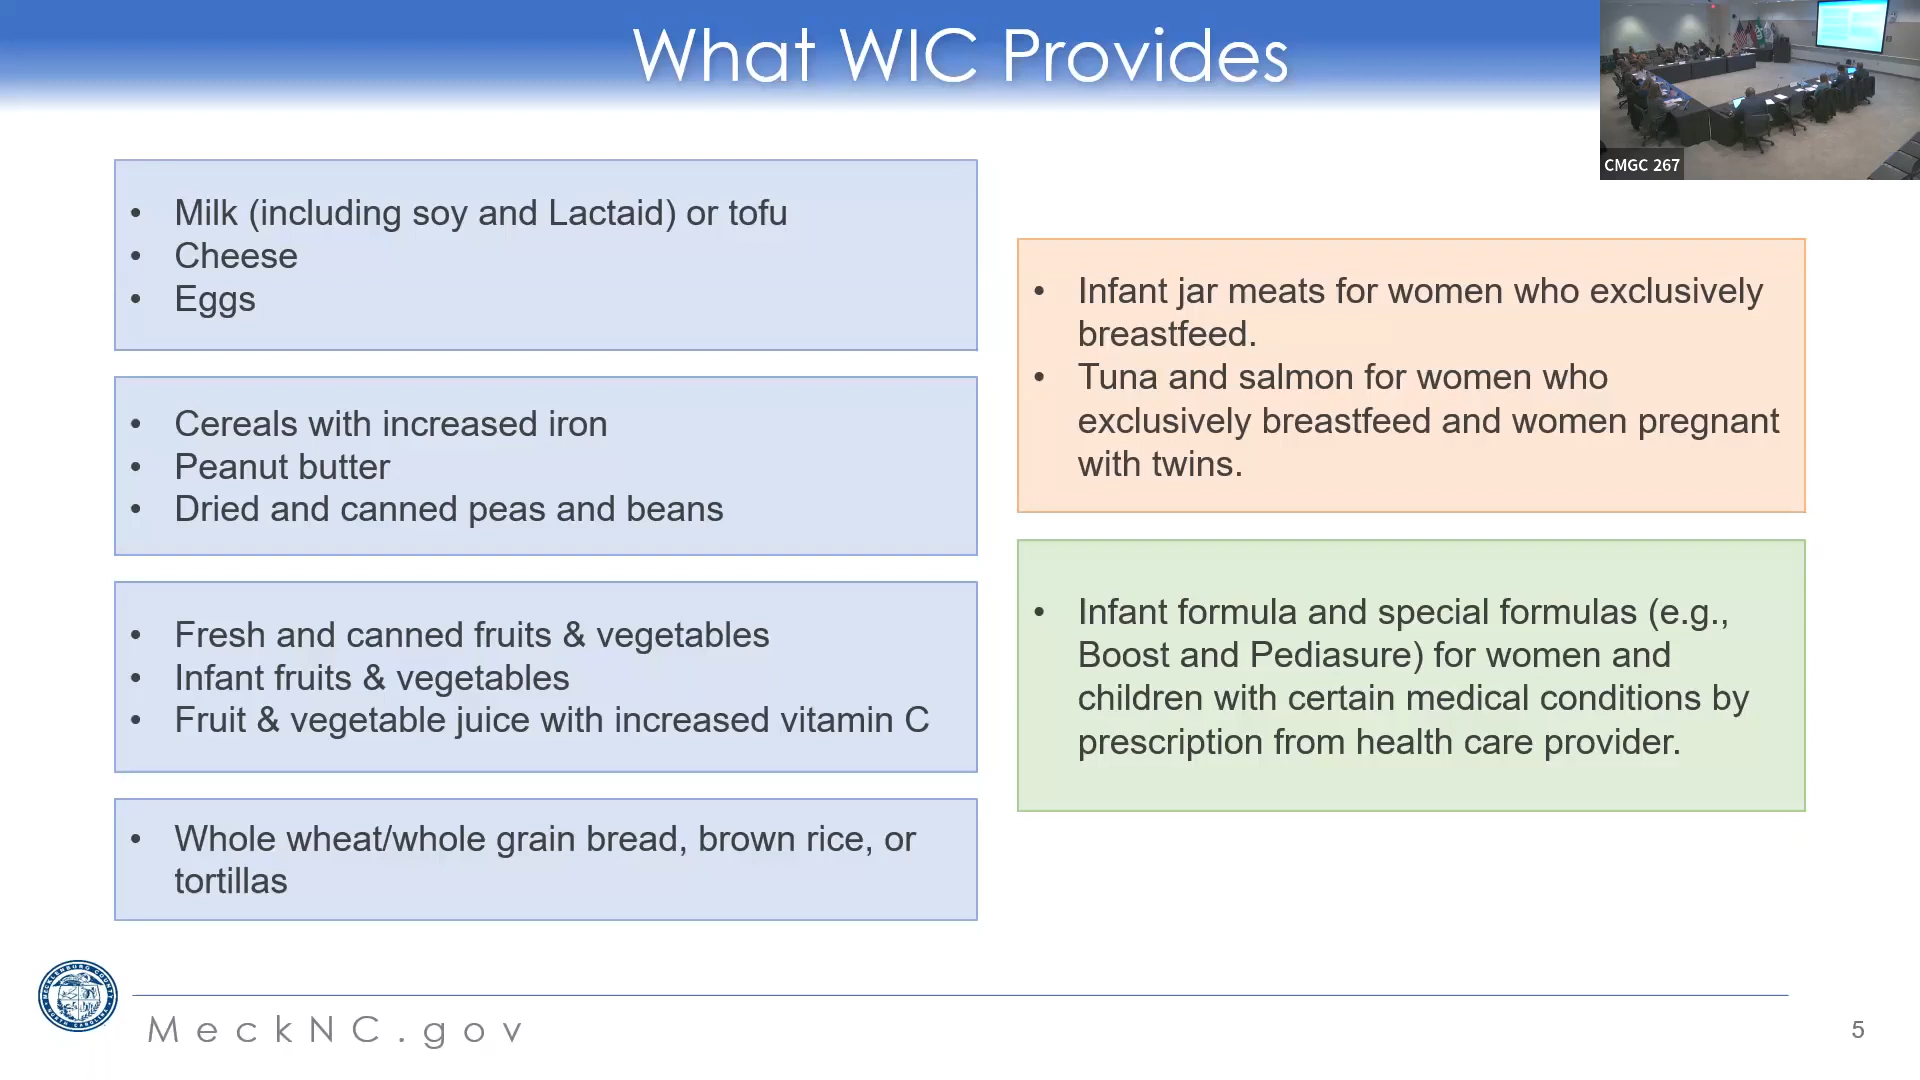 What WIC Provides
CMGC 267
• Milk (including soy and Lactaid) or tofu
• Cheese
• Eggs
• Cereals with increased iron
• Peanut butter
• Dried and canned peas and beans
• Fresh and canned fruits & vegetables
• Infant fruits & vegetables
• Fruit & vegetable juice with increased vitamin C
• Whole wheat/whole grain bread, brown rice, or
tortillas
• Infant jar meats for women who exclusively
breastfeed.
• Tuna and salmon for women who
exclusively breastfeed and women pregnant
with twins.
• Infant formula and special formulas (e.g.,
Boost and Pediasure) for women and
children with certain medical conditions by
prescription from health care provider.
MECKLENBURG COUNTY
NORTH CAROLINA
MeckNC.gov
5